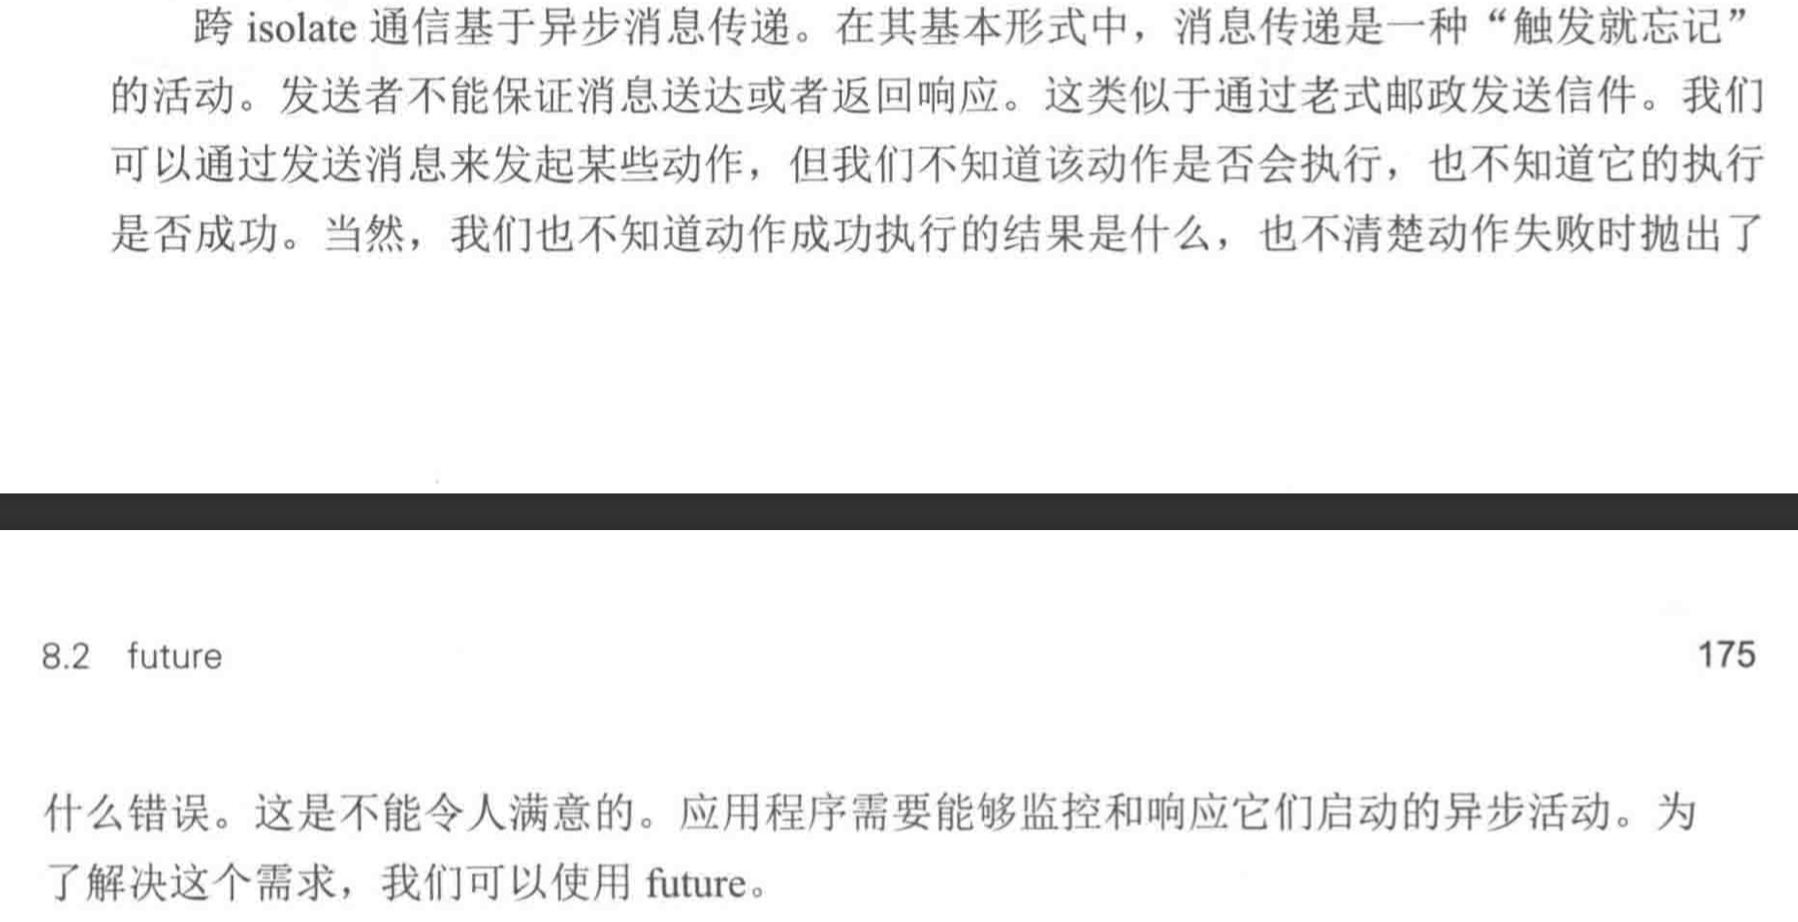 跨 isolate 通信基于异步消息传递。在其基本形式中，消息传递是一种“触发就忘记”
的活动。发送者不能保证消息送达或者返回响应。这类似于通过老式邮政发送信件。我们
可以通过发送消息来发起某些动作，但我们不知道该动作是否会执行，也不知道它的执行
是否成功。当然，我们也不知道动作成功执行的结果是什么，也不清楚动作失败时抛出了
8.2 future 175
什么错误。这是不能令人满意的。应用程序需要能够监控和响应它们启动的异步活动。为
了解决这个需求，我们可以使用 future。